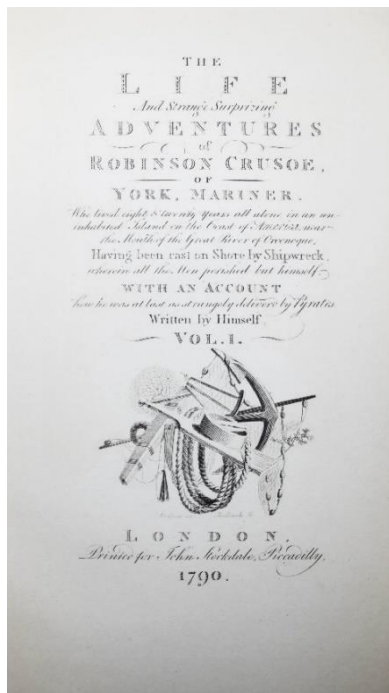 THE
LIFE
And Strange Surprizing
ADVENTURES
of
ROBINSON CRUSOE,
OF
YORK, MARINER.
Who lived eight & twenty Years all alone in an un-
inhabited Island on the Coast of America, near
the Mouth of the Great River of Oroonoque,
Having been cast on Shore by Shipwreck,
wherein all the Men perished but himself
WITH AN ACCOUNT
how he was at last as strangely deliver'd by Pyrates
Written by Himself
VOL. I.
LONDON,
Printed for John Stockdale, Piccadilly,
1790.